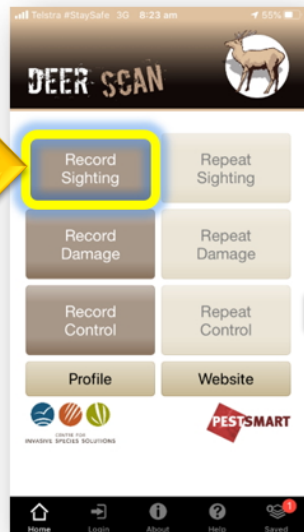 Telstra #StaySafe 3G 8:23 am 55%
DEER SCAN
Record Sighting
Repeat Sighting
Record Damage
Repeat Damage
Record Control
Repeat Control
Profile
Website
CENTRE FOR
INVASIVE SPECIES SOLUTIONS
PESTSMART
1
Home Login About Help Saved